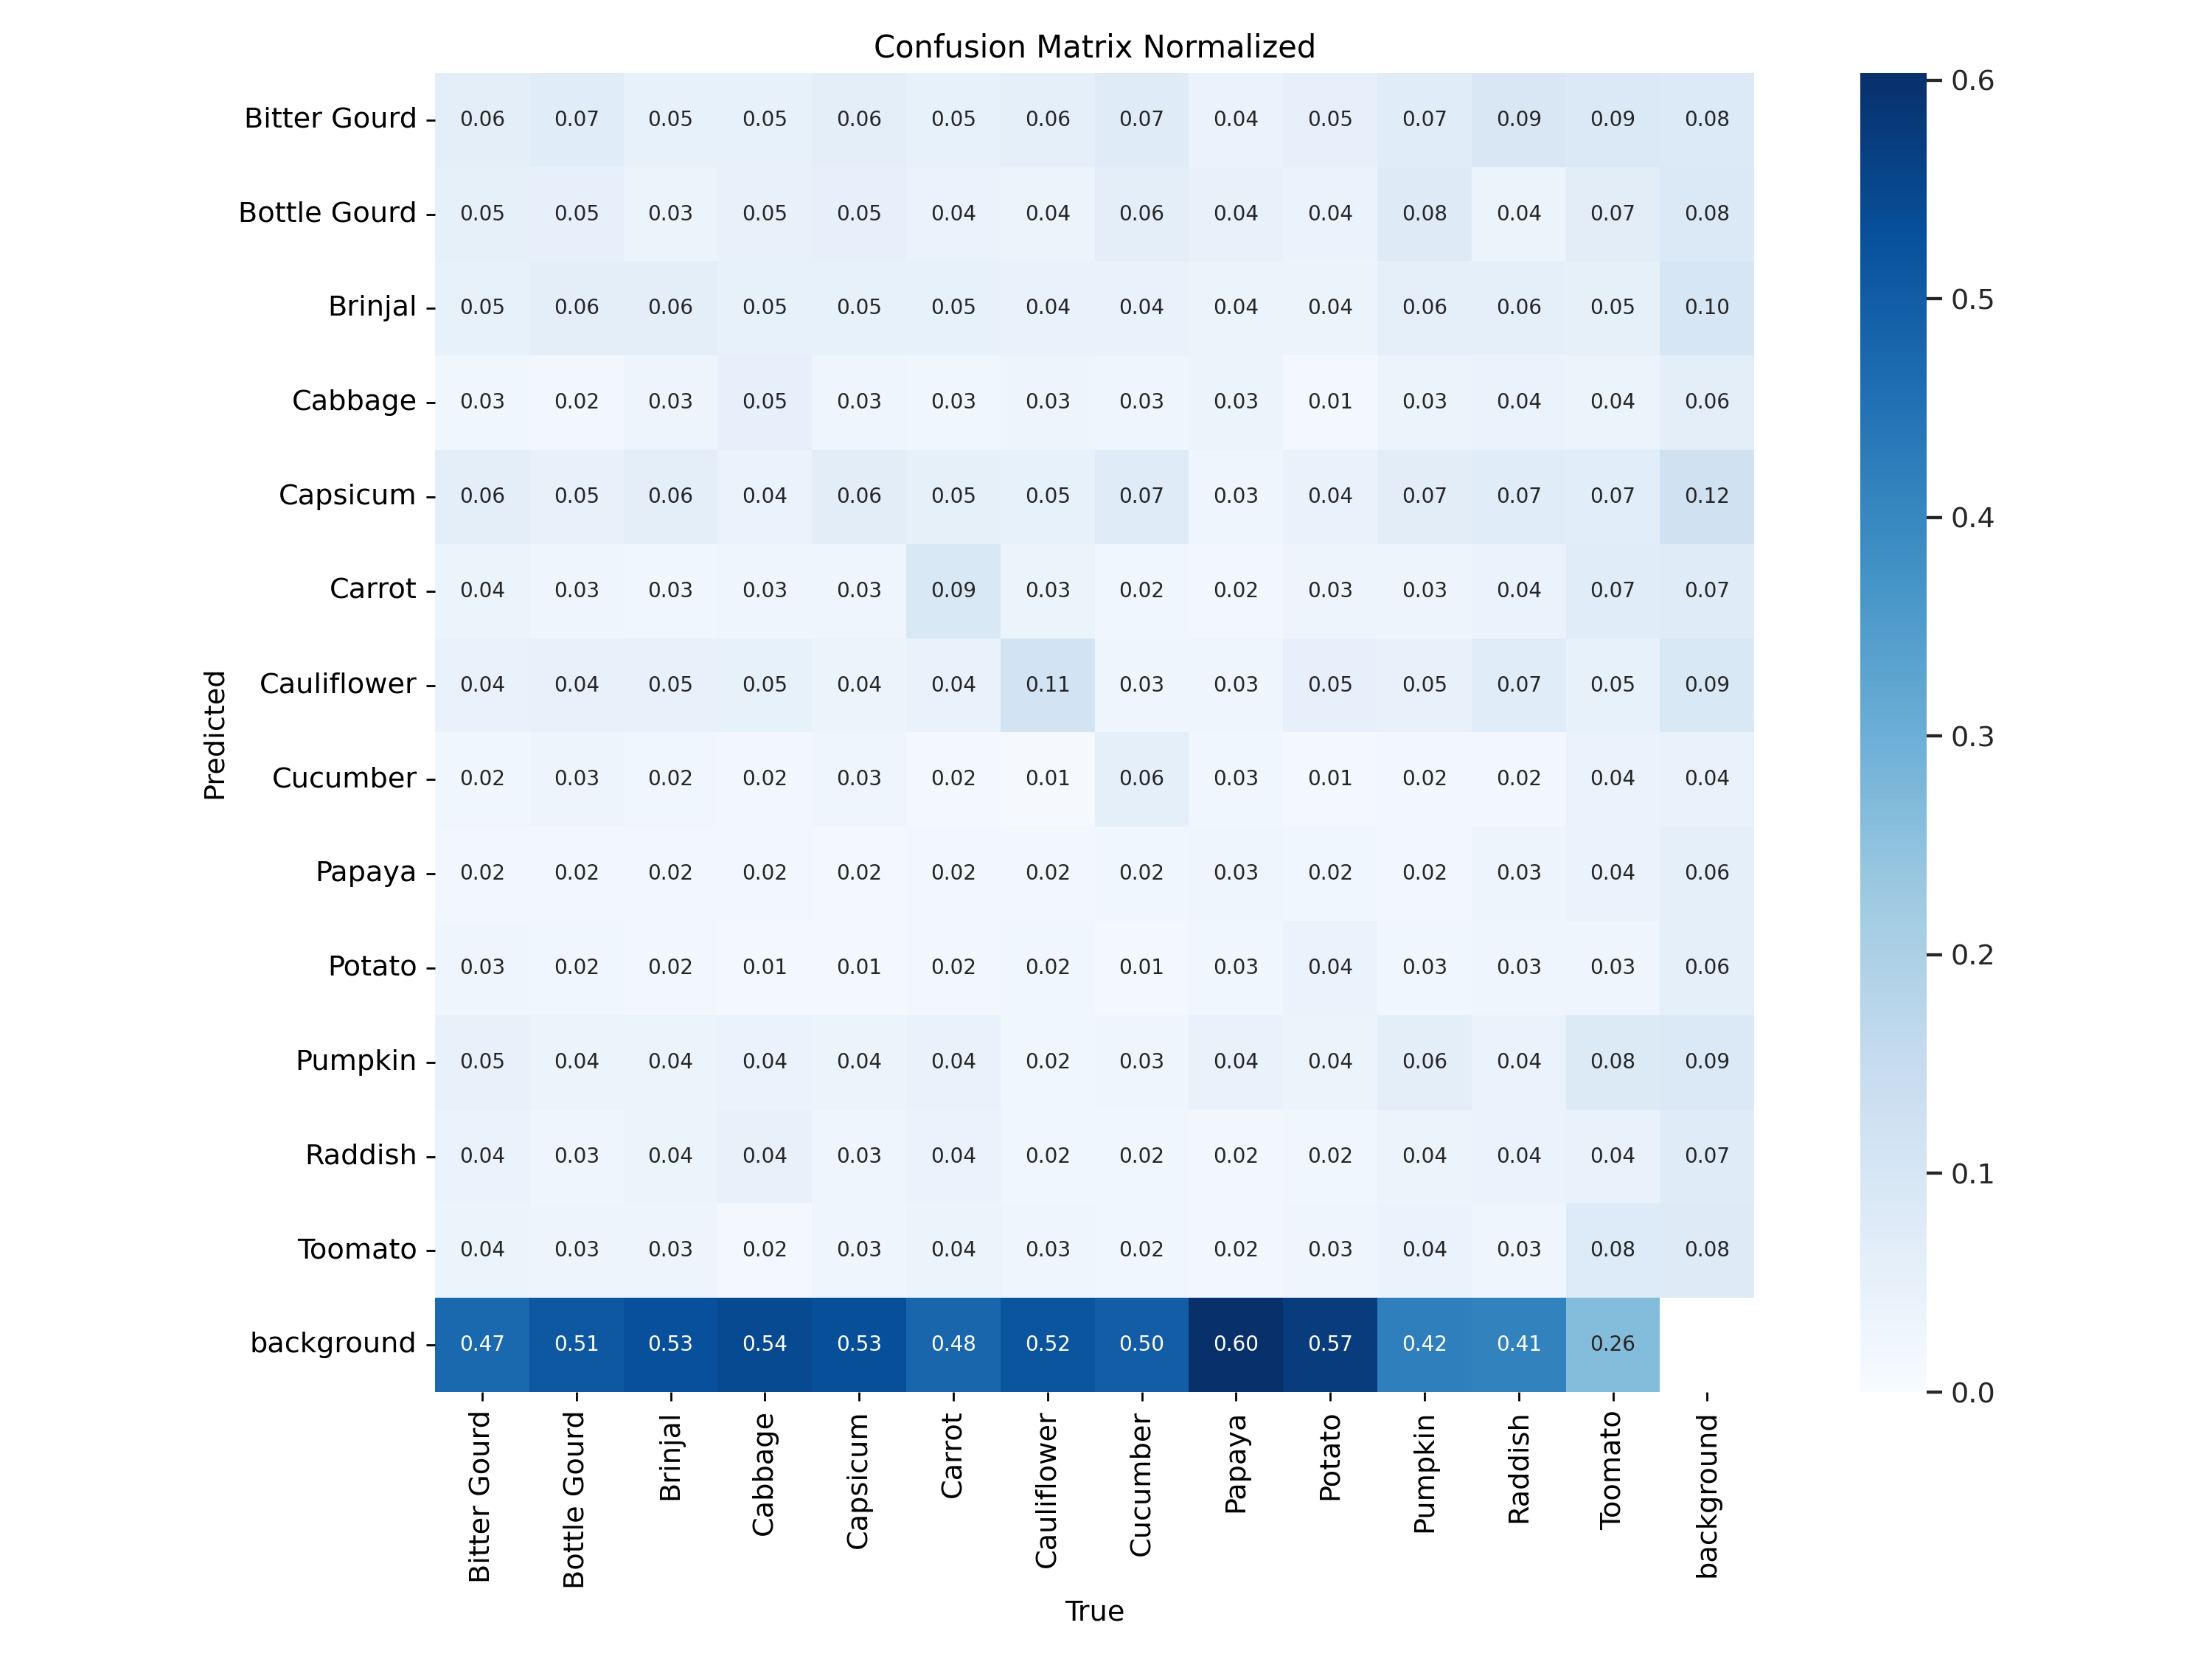 Confusion Matrix Normalized
Bitter Gourd 0.06 0.07 0.05 0.05 0.06 0.05 0.06 0.07 0.04 0.05 0.07 0.09 0.09 0.08
Bottle Gourd 0.05 0.05 0.03 0.05 0.05 0.04 0.04 0.06 0.04 0.04 0.08 0.04 0.07 0.08
Brinjal 0.05 0.06 0.06 0.05 0.05 0.05 0.04 0.04 0.04 0.04 0.06 0.06 0.05 0.10
Cabbage 0.03 0.02 0.03 0.05 0.03 0.03 0.03 0.03 0.03 0.01 0.03 0.04 0.04 0.06
Capsicum 0.06 0.05 0.06 0.04 0.06 0.05 0.05 0.07 0.03 0.04 0.07 0.07 0.07 0.12
Carrot 0.04 0.03 0.03 0.03 0.03 0.09 0.03 0.02 0.02 0.03 0.03 0.04 0.07 0.07
Cauliflower 0.04 0.04 0.05 0.05 0.04 0.04 0.11 0.03 0.03 0.05 0.05 0.07 0.05 0.09
Cucumber 0.02 0.03 0.02 0.02 0.03 0.02 0.01 0.06 0.03 0.01 0.02 0.02 0.04 0.04
Papaya 0.02 0.02 0.02 0.02 0.02 0.02 0.02 0.02 0.03 0.02 0.02 0.03 0.04 0.06
Potato 0.03 0.02 0.02 0.01 0.01 0.02 0.02 0.01 0.03 0.04 0.03 0.03 0.03 0.06
Pumpkin 0.05 0.04 0.04 0.04 0.04 0.04 0.02 0.03 0.04 0.04 0.06 0.04 0.08 0.09
Raddish 0.04 0.03 0.04 0.04 0.03 0.04 0.02 0.02 0.02 0.02 0.04 0.04 0.04 0.07
Toomato 0.04 0.03 0.03 0.02 0.03 0.04 0.03 0.02 0.02 0.03 0.04 0.03 0.08 0.08
background 0.47 0.51 0.53 0.54 0.53 0.48 0.52 0.50 0.60 0.57 0.42 0.41 0.26
Predicted
Bitter Gourd
Bottle Gourd
Brinjal
Cabbage
Capsicum
Carrot
Cauliflower
Cucumber
Papaya
Potato
Pumpkin
Raddish
Toomato
background
True
0.6
0.5
0.4
0.3
0.2
0.1
0.0